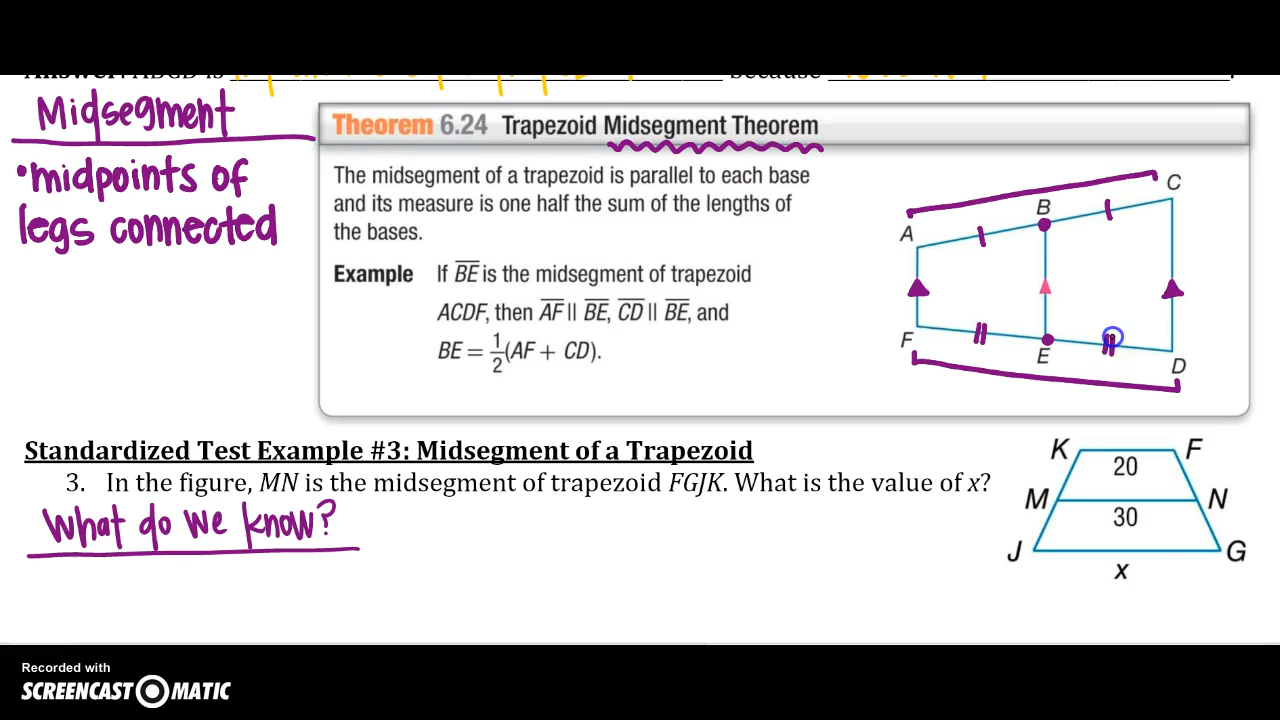 Answer: ABCD is because
Midsegment
•midpoints of
legs connected
Theorem 6.24 Trapezoid Midsegment Theorem
The midsegment of a trapezoid is parallel to each base
and its measure is one half the sum of the lengths of
the bases.
Example If BE is the midsegment of trapezoid
ACDF, then AF || BE, CD || BE, and
BE = 1/2(AF + CD).
A B C
F E D
Standardized Test Example #3: Midsegment of a Trapezoid
3. In the figure, MN is the midsegment of trapezoid FGJK. What is the value of x?
What do we know?
K F
20
M N
30
J G
x
Recorded with
SCREENCAST O MATIC